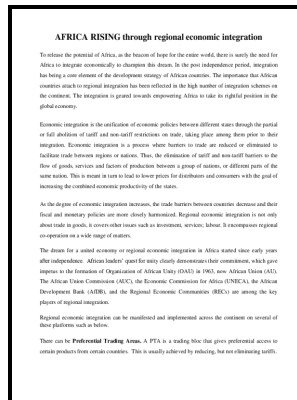 AFRICA RISING through regional economic integration
To release the potential of Africa, as the beacon of hope for the entire world, there is surely the need for
Africa to integrate economically to champion this dream. In the post independence period, integration
has being a core element of the development strategy of African countries. The importance that African
countries attach to regional integration has been reflected in the high number of integration schemes on
the continent. The integration is geared towards empowering Africa to take its rightful position in the
global economy.
Economic integration is the unification of economic policies between different states through the partial
or full abolition of tariff and non-tariff restrictions on trade, taking place among them prior to their
integration. Economic integration is a process where barriers to trade are reduced or eliminated to
facilitate trade between regions or nations. Thus, the elimination of tariff and non-tariff barriers to the
flow of goods, services and factors of production between a group of nations, or different parts of the
same nation. This is meant in turn to lead to lower prices for distributors and consumers with the goal of
increasing the combined economic productivity of the states.
As the degree of economic integration increases, the trade barriers between countries decrease and their
fiscal and monetary policies are more closely harmonized. Regional economic integration is not only
about trade in goods, it covers other issues such as investment, services; labour. It encompasses regional
co-operation on a wide range of matters.
The dream for a united economy or regional economic integration in Africa started since early years
after independence. African leaders' quest for unity clearly demonstrates their commitment, which gave
impetus to the formation of Organization of African Unity (OAU) in 1963, now African Union (AU).
The African Union Commission (AUC), the Economic Commission for Africa (UNECA), the African
Development Bank (AfDB), and the Regional Economic Communities (RECs) are among the key
players of regional integration.
Regional economic integration can be manifested and implemented across the continent on several of
these platforms such as below.
There can be Preferential Trading Areas. A PTA is a trading bloc that gives preferential access to
certain products from certain countries. This is usually achieved by reducing, but not eliminating tariffs.